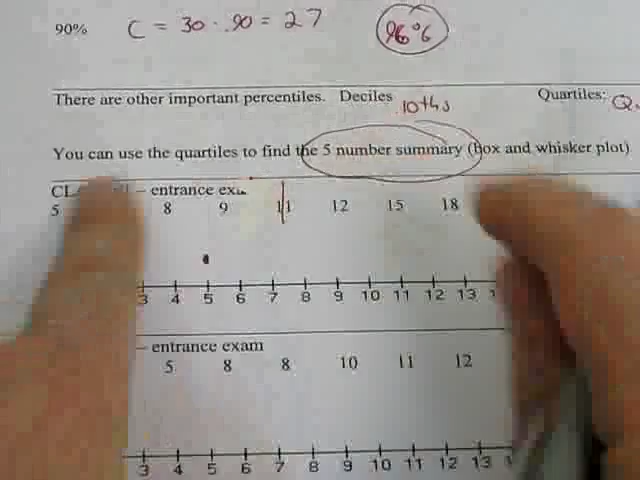 90% C = 30 · .90 = 27 96°F
There are other important percentiles. Deciles 10ths Quartiles: Q
You can use the quartiles to find the 5 number summary (box and whisker plot)
– entrance exam
5 8 9 11 12 15 18
3 4 5 6 7 8 9 10 11 12 13
– entrance exam
5 8 8 10 11 12
3 4 5 6 7 8 9 10 11 12 13